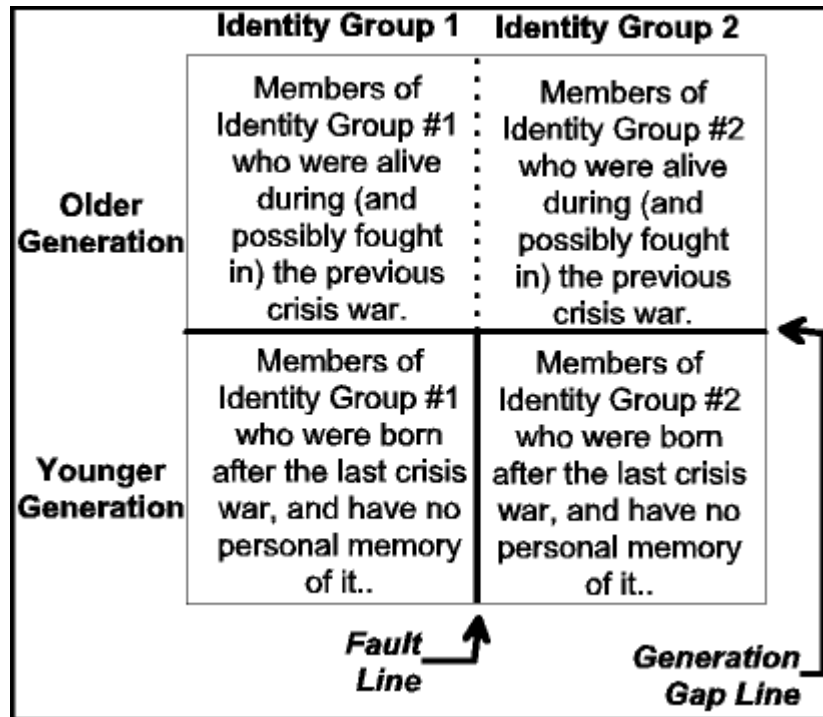 Identity Group 1 Identity Group 2
Older
Generation
Members of
Identity Group #1
who were alive
during (and
possibly fought
in) the previous
crisis war.
Members of
Identity Group #2
who were alive
during (and
possibly fought
in) the previous
crisis war.
Younger
Generation
Members of
Identity Group #1
who were born
after the last crisis
war, and have no
personal memory
of it..
Members of
Identity Group #2
who were born
after the last crisis
war, and have no
personal memory
of it..
Fault
Line
Generation
Gap Line